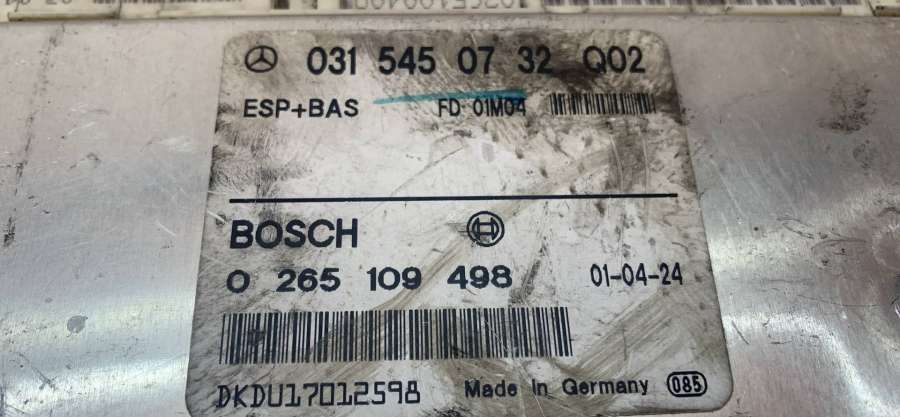 031 545 07 32 Q02
ESP+BAS FD 01M04
BOSCH
0 265 109 498 01-04-24
DKDU17012598 Made in Germany 085